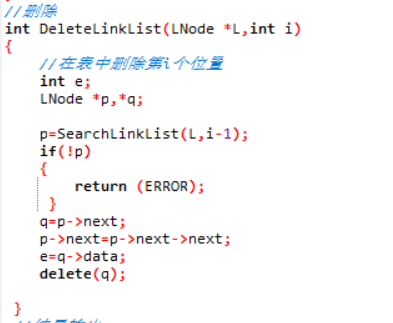 //删除
int DeleteLinkList(LNode *L,int i)
{
//在表中删除第i个位置
int e;
LNode *p,*q;
p=SearchLinkList(L,i-1);
if(!p)
{
return (ERROR);
}
q=p->next;
p->next=p->next->next;
e=q->data;
delete(q);
}